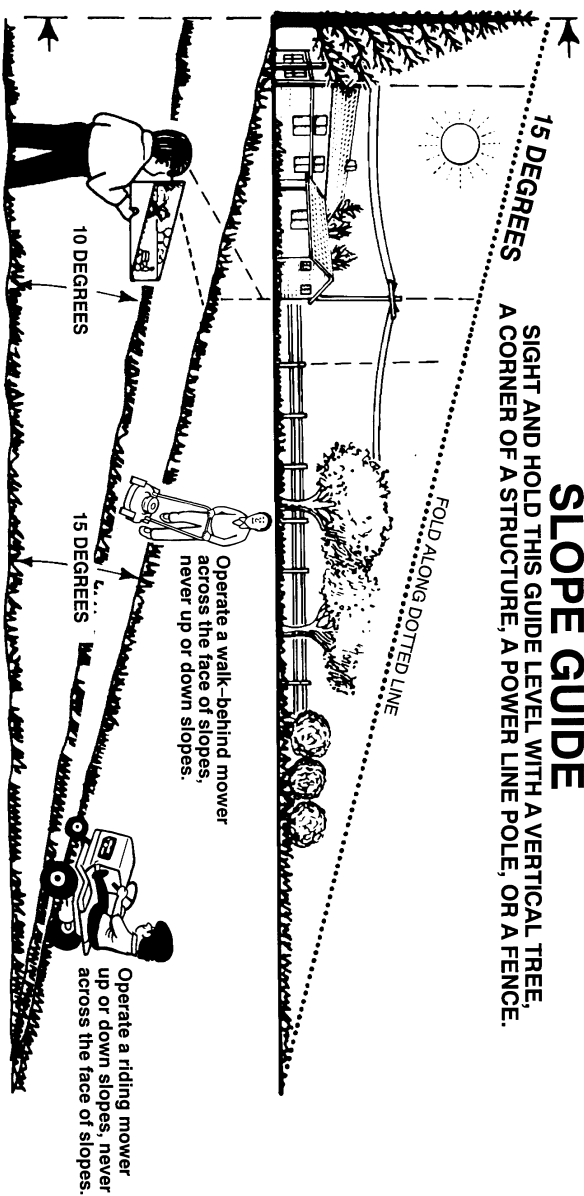 SLOPE GUIDE
SIGHT AND HOLD THIS GUIDE LEVEL WITH A VERTICAL TREE,
A CORNER OF A STRUCTURE, A POWER LINE POLE, OR A FENCE.
15 DEGREES
FOLD ALONG DOTTED LINE
Operate a walk-behind mower
across the face of slopes,
never up or down slopes.
10 DEGREES
15 DEGREES
Operate a riding mower
up or down slopes, never
across the face of slopes.